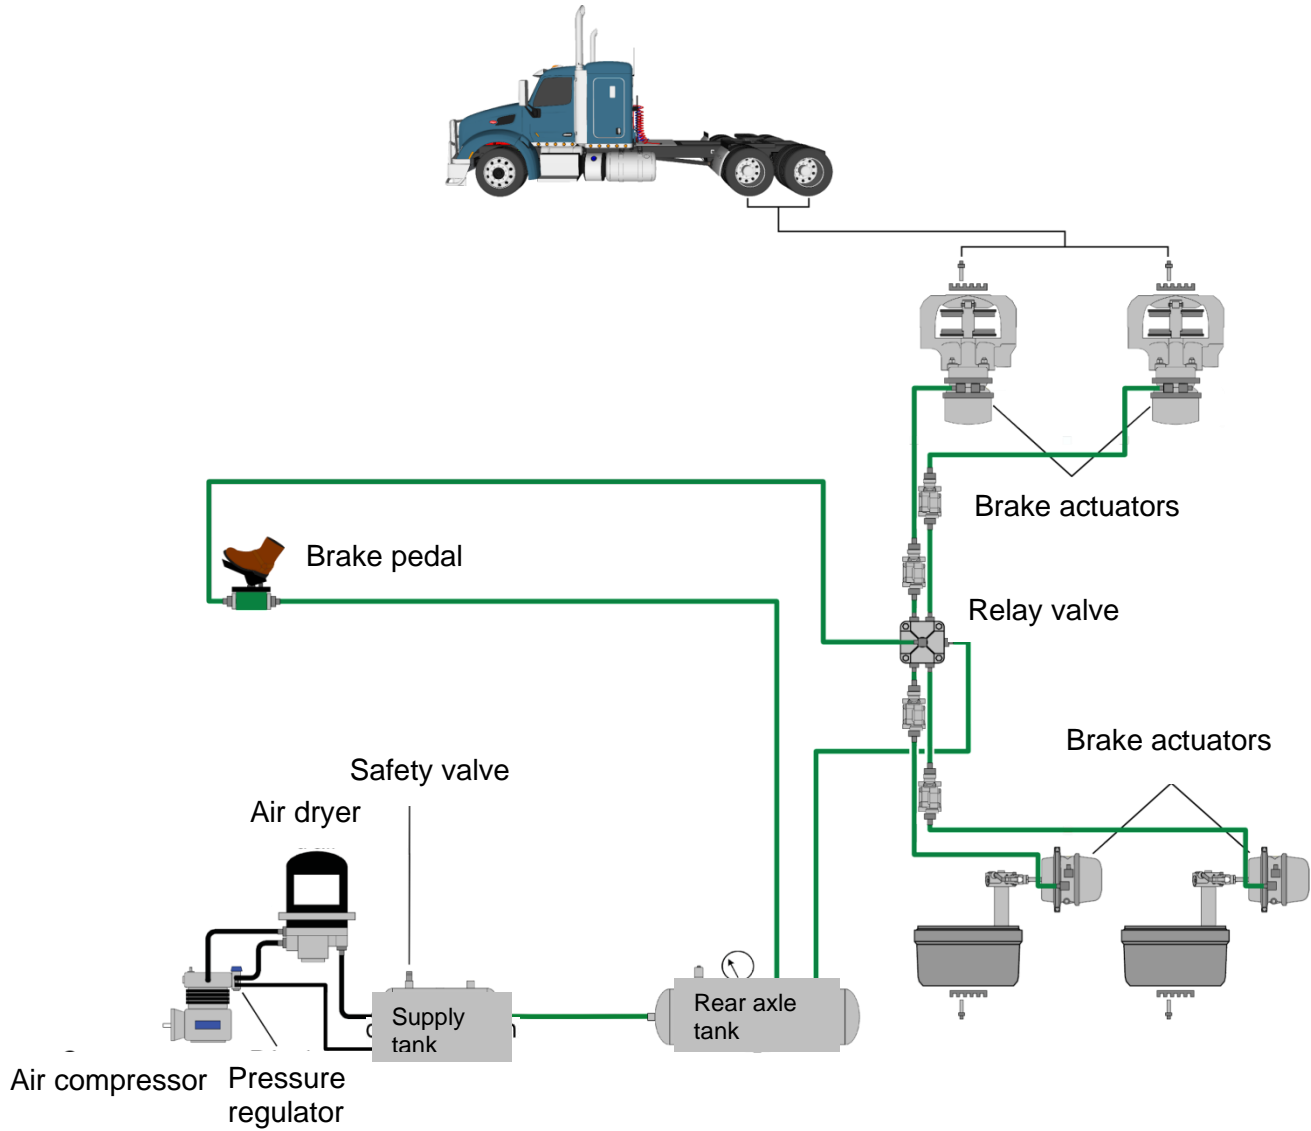 Brake actuators
Brake pedal
Relay valve
Brake actuators
Safety valve
Air dryer
Rear axle
tank
Supply
tank
Air compressor
Pressure
regulator